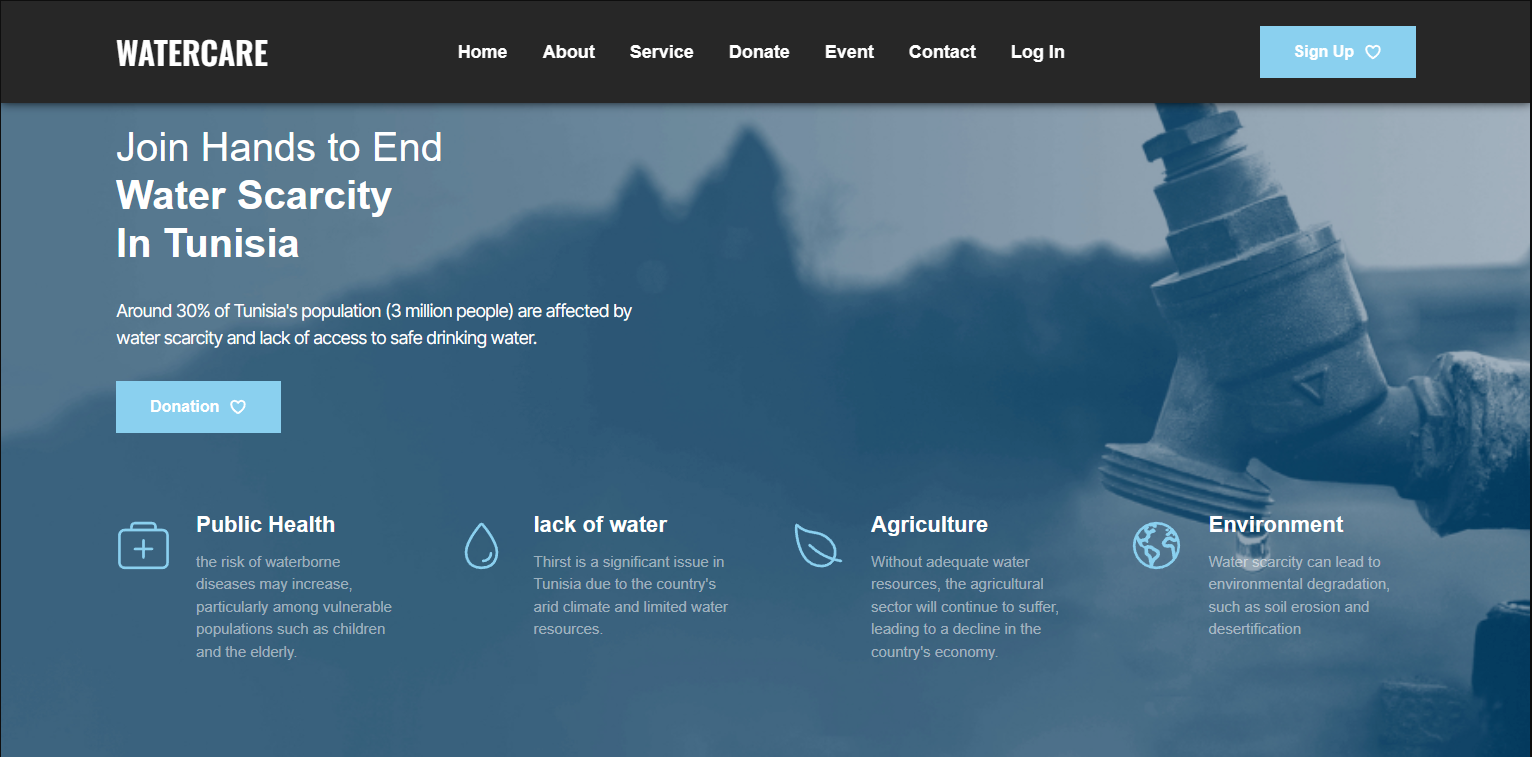 WATERCARE
Home About Service Donate Event Contact Log In
Sign Up
Join Hands to End
Water Scarcity
In Tunisia
Around 30% of Tunisia's population (3 million people) are affected by
water scarcity and lack of access to safe drinking water.
Donation
Public Health
the risk of waterborne
diseases may increase,
particularly among vulnerable
populations such as children
and the elderly.
lack of water
Thirst is a significant issue in
Tunisia due to the country's
arid climate and limited water
resources.
Agriculture
Without adequate water
resources, the agricultural
sector will continue to suffer,
leading to a decline in the
country's economy.
Environment
Water scarcity can lead to
environmental degradation,
such as soil erosion and
desertification